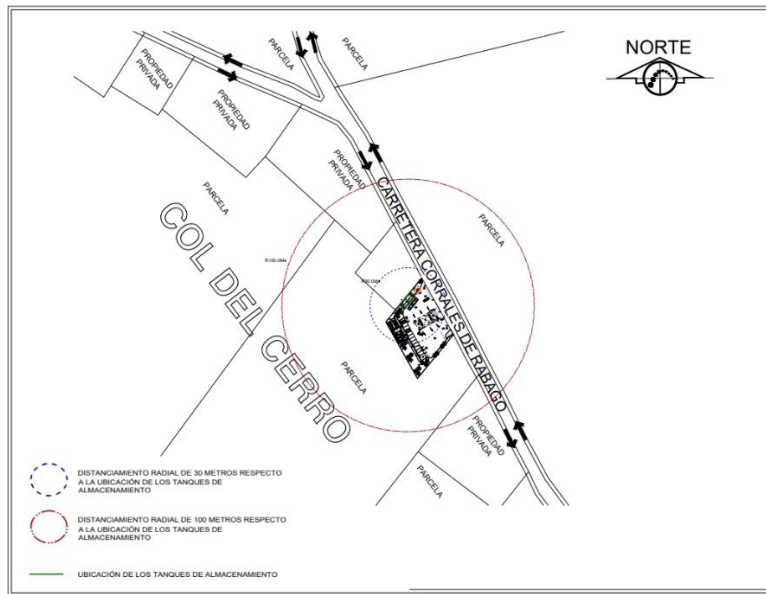 NORTE
PARCELA
PARCELA
PROPIEDAD
PRIVADA
PROPIEDAD
PRIVADA
PROPIEDAD
PRIVADA
PARCELA
PARCELA
CARRETERA CORRALES DE RABAGO
COL DEL CERRO
PARCELA
PROPIEDAD
PRIVADA
PARCELA
DISTANCIAMIENTO RADIAL DE 30 METROS RESPECTO
A LA UBICACIÓN DE LOS TANQUES DE
ALMACENAMIENTO
DISTANCIAMIENTO RADIAL DE 100 METROS RESPECTO
A LA UBICACIÓN DE LOS TANQUES DE
ALMACENAMIENTO
UBICACIÓN DE LOS TANQUES DE ALMACENAMIENTO